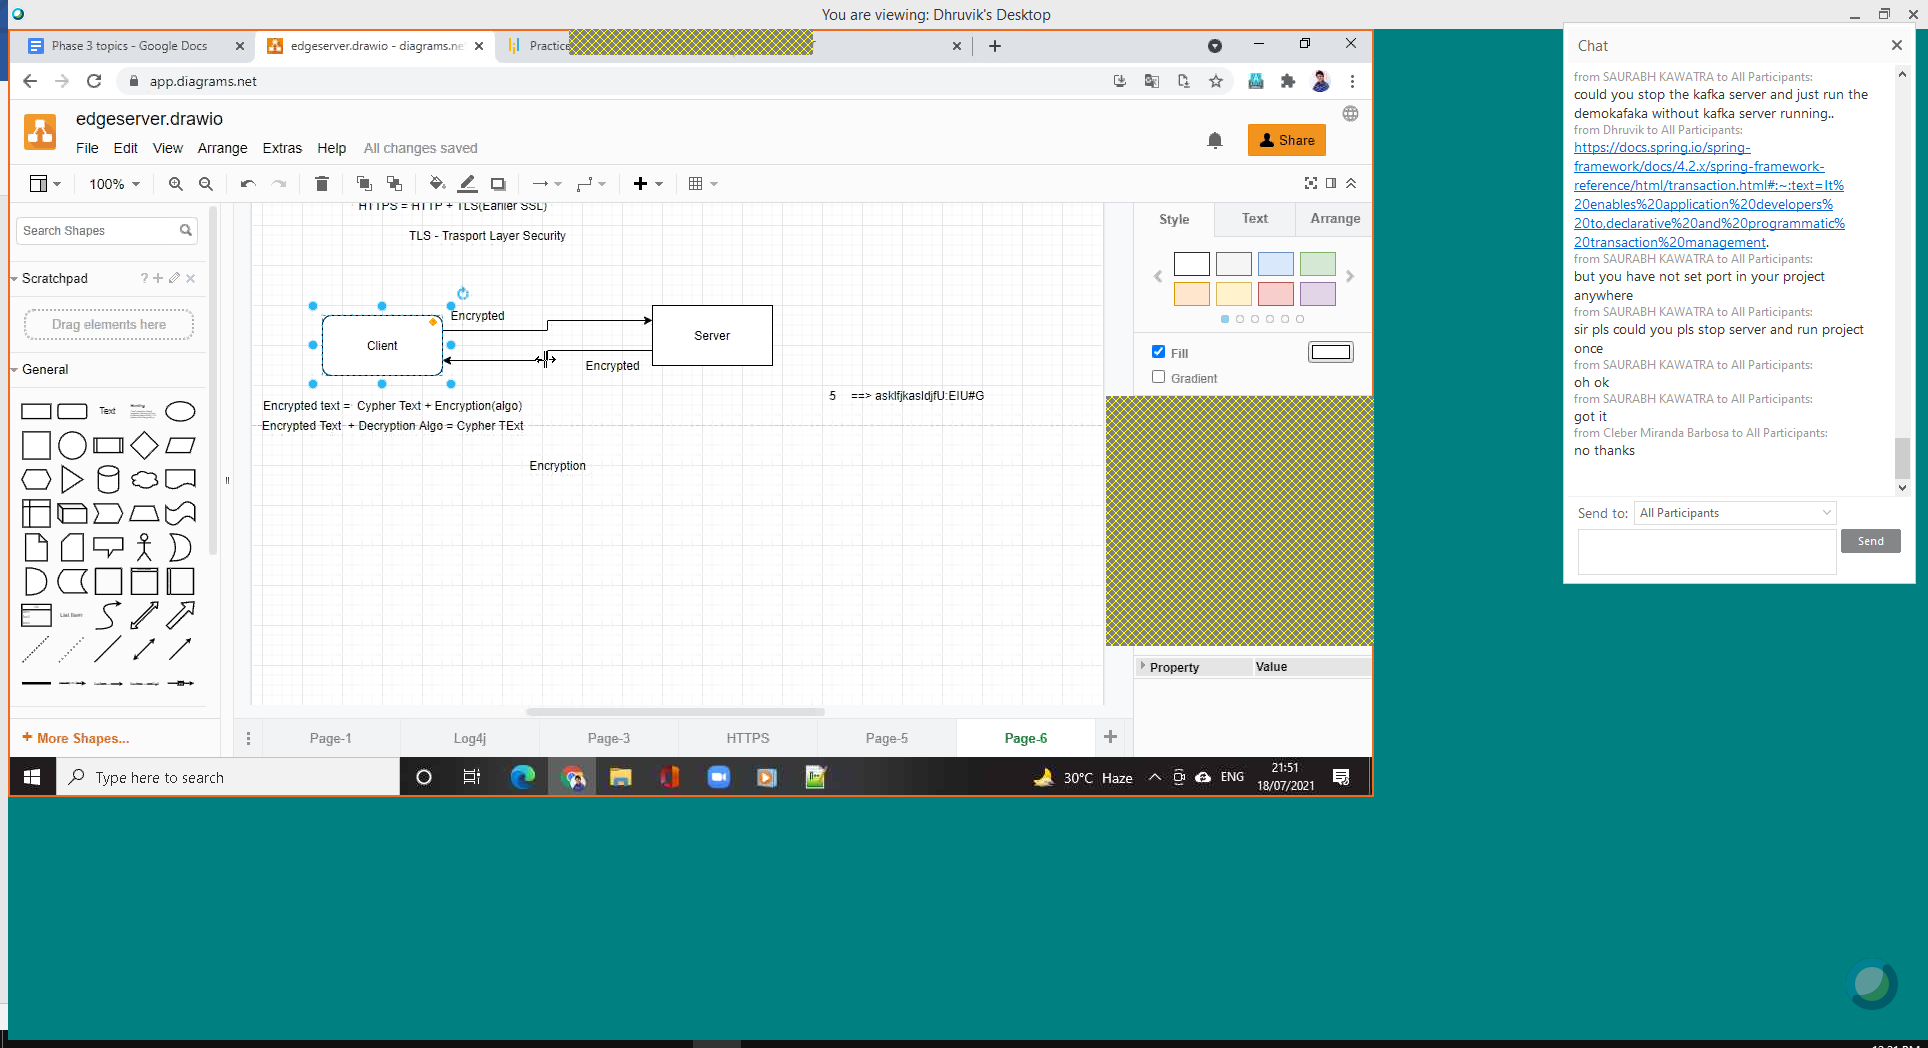 You are viewing: Dhruvik's Desktop
Phase 3 topics - Google Docs
edgeserver.drawio - diagrams.ne
Practice
app.diagrams.net
edgeserver.drawio
File Edit View Arrange Extras Help All changes saved
Share
100%
Search Shapes
Scratchpad
?
Drag elements here
General
Text
List Item
More Shapes...
HTTPS = HTTP + TLS(Earlier SSL)
TLS - Trasport Layer Security
Client
Encrypted
Server
Encrypted
5 ==> asklfjkasldjfU:EIU#G
Encrypted text = Cypher Text + Encryption(algo)
Encrypted Text + Decryption Algo = Cypher TExt
Encryption
Style Text Arrange
Fill
Gradient
Property Value
Page-1 Log4j Page-3 HTTPS Page-5 Page-6
Type here to search
30°C Haze
ENG
21:51
18/07/2021
Chat
from SAURABH KAWATRA to All Participants:
could you stop the kafka server and just run the
demokafaka without kafka server running..
from Dhruvik to All Participants:
https://docs.spring.io/spring-
framework/docs/4.2.x/spring-framework-
reference/html/transaction.html#:~:text=It%
20enables%20application%20developers%
20to,declarative%20and%20programmatic%
20transaction%20management.
from SAURABH KAWATRA to All Participants:
but you have not set port in your project
anywhere
from SAURABH KAWATRA to All Participants:
sir pls could you pls stop server and run project
once
from SAURABH KAWATRA to All Participants:
oh ok
from SAURABH KAWATRA to All Participants:
got it
from Cleber Miranda Barbosa to All Participants:
no thanks
Send to: All Participants
Send